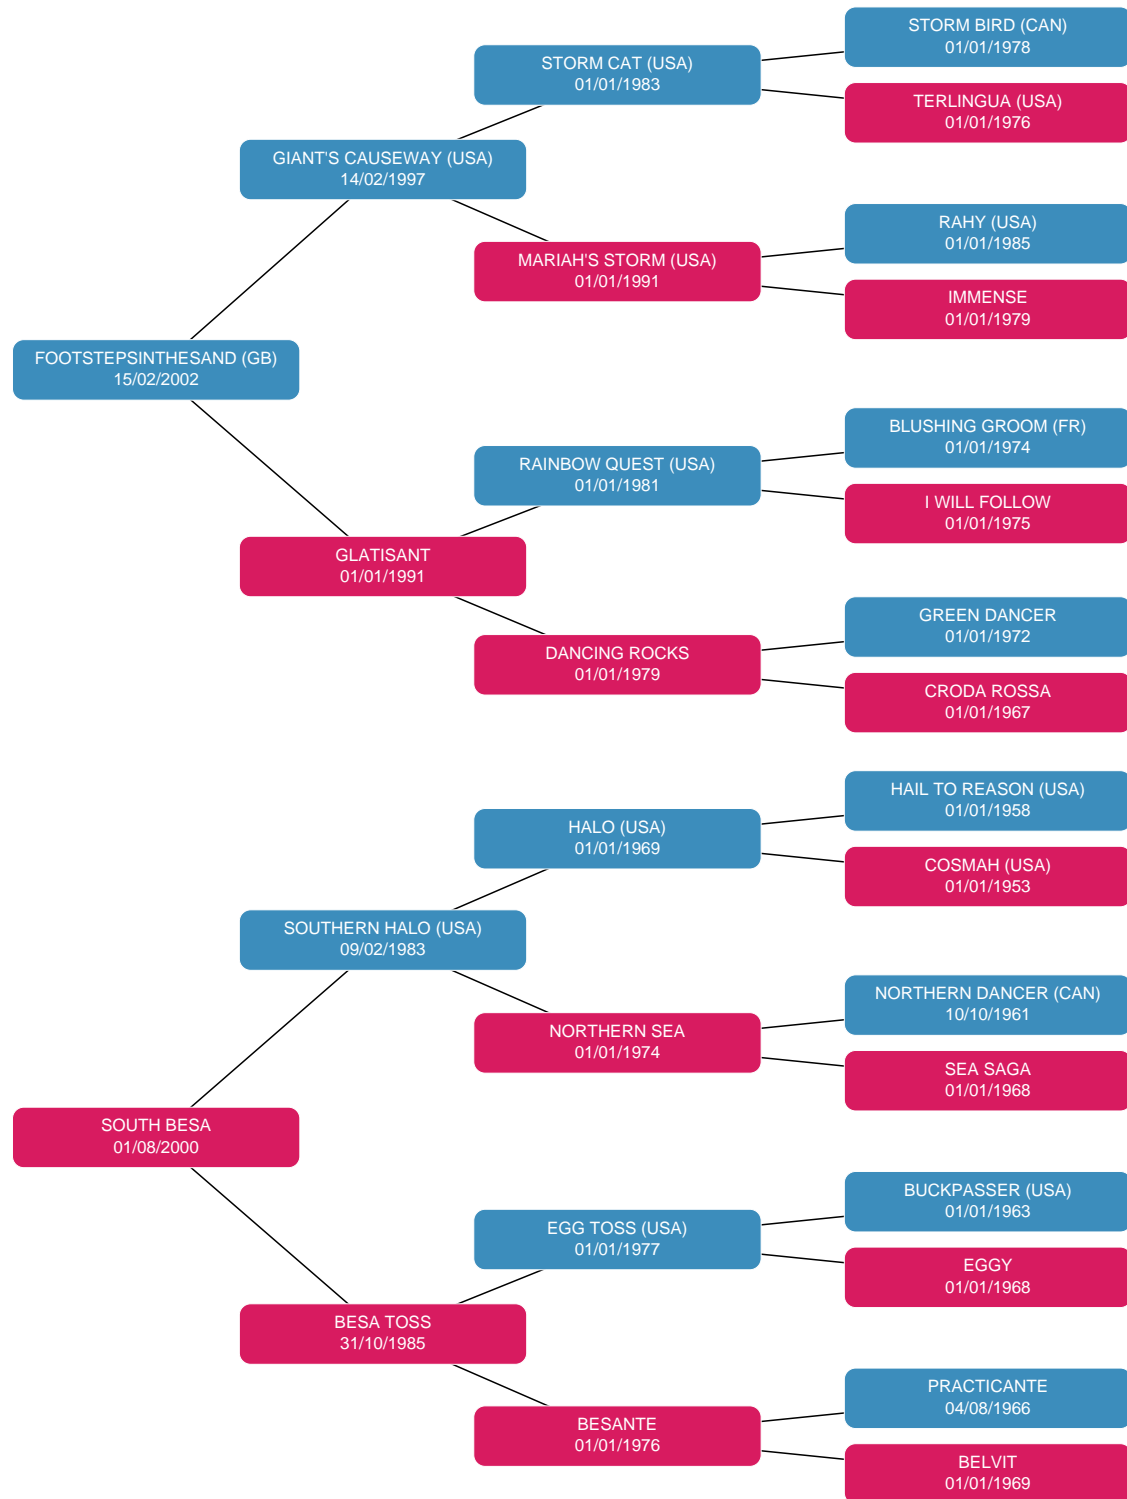 STORM BIRD (CAN)
01/01/1978
STORM CAT (USA)
01/01/1983
TERLINGUA (USA)
01/01/1976
GIANT'S CAUSEWAY (USA)
14/02/1997
RAHY (USA)
01/01/1985
MARIAH'S STORM (USA)
01/01/1991
IMMENSE
01/01/1979
FOOTSTEPSINTHESAND (GB)
15/02/2002
BLUSHING GROOM (FR)
01/01/1974
RAINBOW QUEST (USA)
01/01/1981
I WILL FOLLOW
01/01/1975
GLATISANT
01/01/1991
GREEN DANCER
01/01/1972
DANCING ROCKS
01/01/1979
CRODA ROSSA
01/01/1967
HAIL TO REASON (USA)
01/01/1958
HALO (USA)
01/01/1969
COSMAH (USA)
01/01/1953
SOUTHERN HALO (USA)
09/02/1983
NORTHERN DANCER (CAN)
10/10/1961
NORTHERN SEA
01/01/1974
SEA SAGA
01/01/1968
SOUTH BESA
01/08/2000
BUCKPASSER (USA)
01/01/1963
EGG TOSS (USA)
01/01/1977
EGGY
01/01/1968
BESA TOSS
31/10/1985
PRACTICANTE
04/08/1966
BESANTE
01/01/1976
BELVIT
01/01/1969